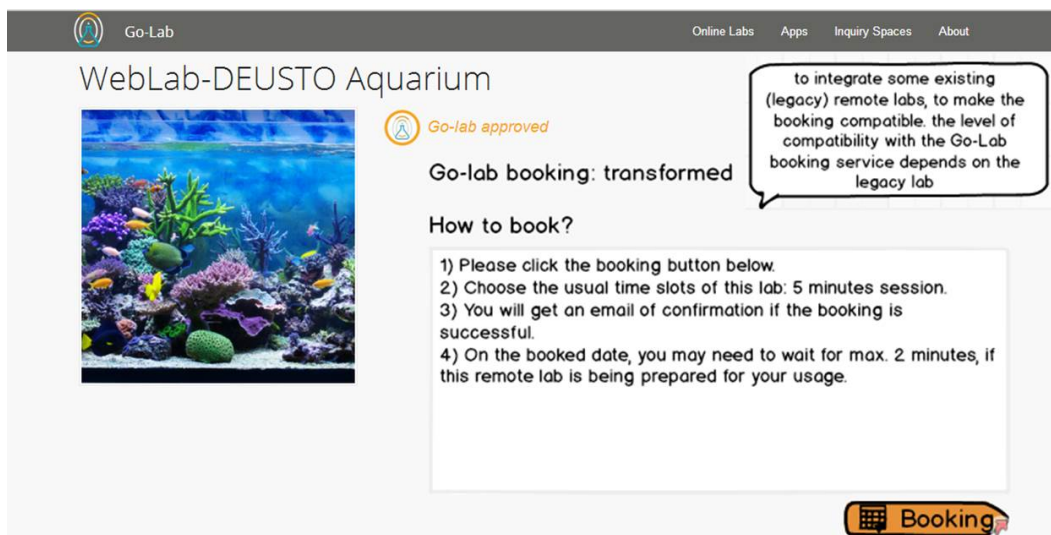 Go-Lab
Online Labs Apps Inquiry Spaces About
WebLab-DEUSTO Aquarium
to integrate some existing
(legacy) remote labs, to make the
booking compatible. the level of
compatibility with the Go-Lab
booking service depends on the
legacy lab
Go-lab approved
Go-lab booking: transformed
How to book?
1) Please click the booking button below.
2) Choose the usual time slots of this lab: 5 minutes session.
3) You will get an email of confirmation if the booking is
successful.
4) On the booked date, you may need to wait for max. 2 minutes, if
this remote lab is being prepared for your usage.
Booking